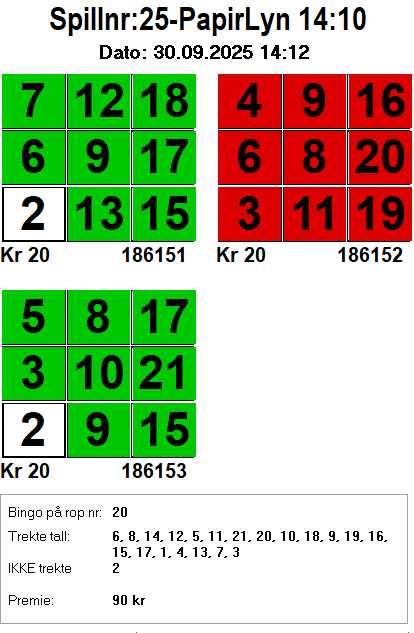 Spillnr:25-PapirLyn 14:10
Dato: 30.09.2025 14:12
7 12 18 4 9 16
6 9 17 6 8 20
2 13 15 3 11 19
Kr 20 186151 Kr 20 186152
5 8 17
3 10 21
2 9 15
Kr 20 186153
Bingo på rop nr: 20
Trekte tall: 6, 8, 14, 12, 5, 11, 21, 20, 10, 18, 9, 19, 16,
15, 17, 1, 4, 13, 7, 3
IKKE trekte 2
Premie: 90 kr